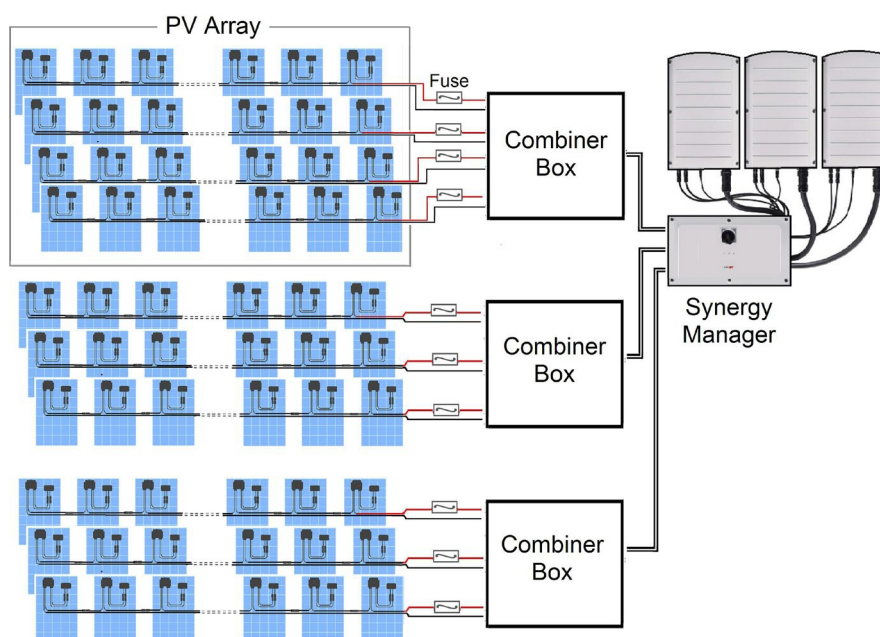 PV Array
Fuse
Combiner
Box
Synergy
Manager
Combiner
Box
Combiner
Box